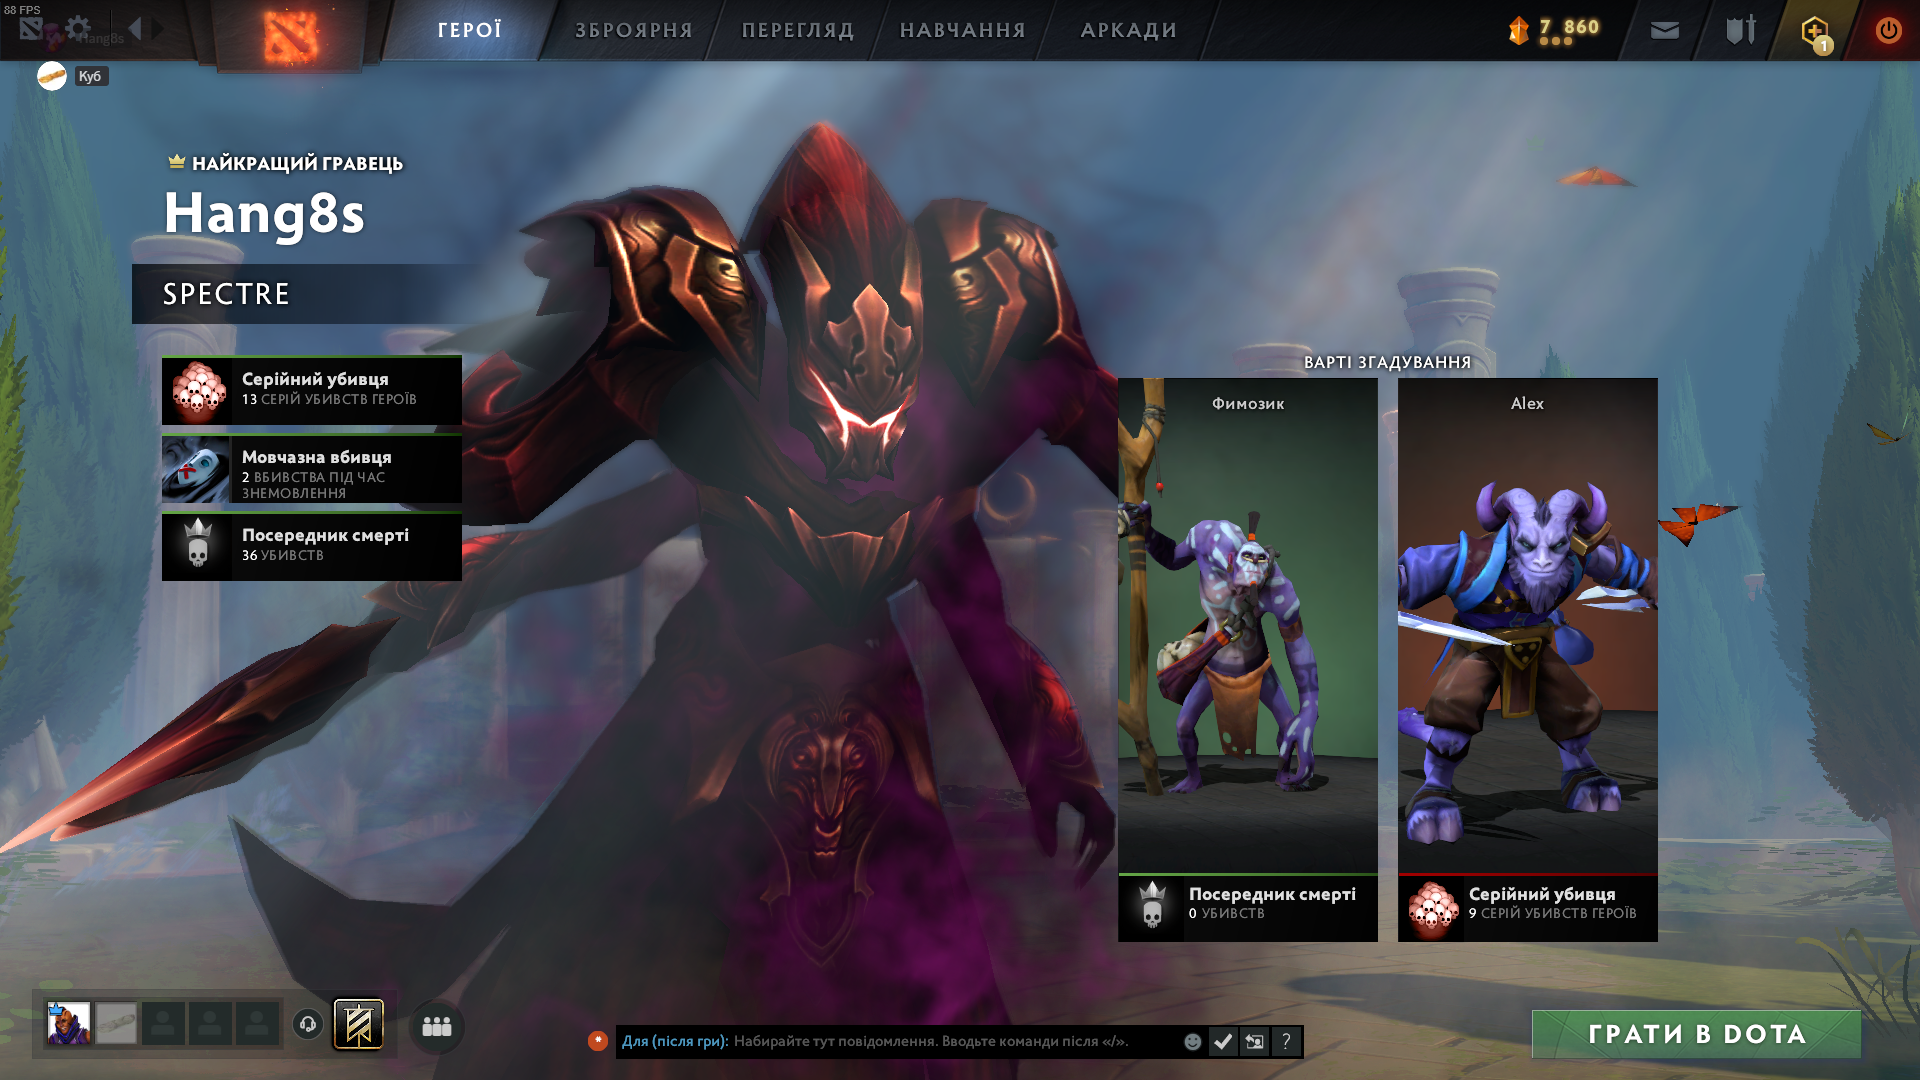 88 FPS
Hang8s
ГЕРОЇ
ЗБРОЯРНЯ
ПЕРЕГЛЯД
НАВЧАННЯ
АРКАДИ
7 860
1
Куб
НАЙКРАЩИЙ ГРАВЕЦЬ
Hang8s
SPECTRE
Серійний убивця
13 СЕРІЙ УБИВСТВ ГЕРОЇВ
Мовчазна вбивця
2 ВБИВСТВА ПІД ЧАС
ЗНЕМОВЛЕННЯ
Посередник смерті
36 УБИВСТВ
ВАРТІ ЗГАДУВАННЯ
Фимозик
Alex
Посередник смерті
0 УБИВСТВ
Серійний убивця
9 СЕРІЙ УБИВСТВ ГЕРОЇВ
Для (після гри): Набирайте тут повідомлення. Вводьте команди після «/».
?
ГРАТИ В DOTA